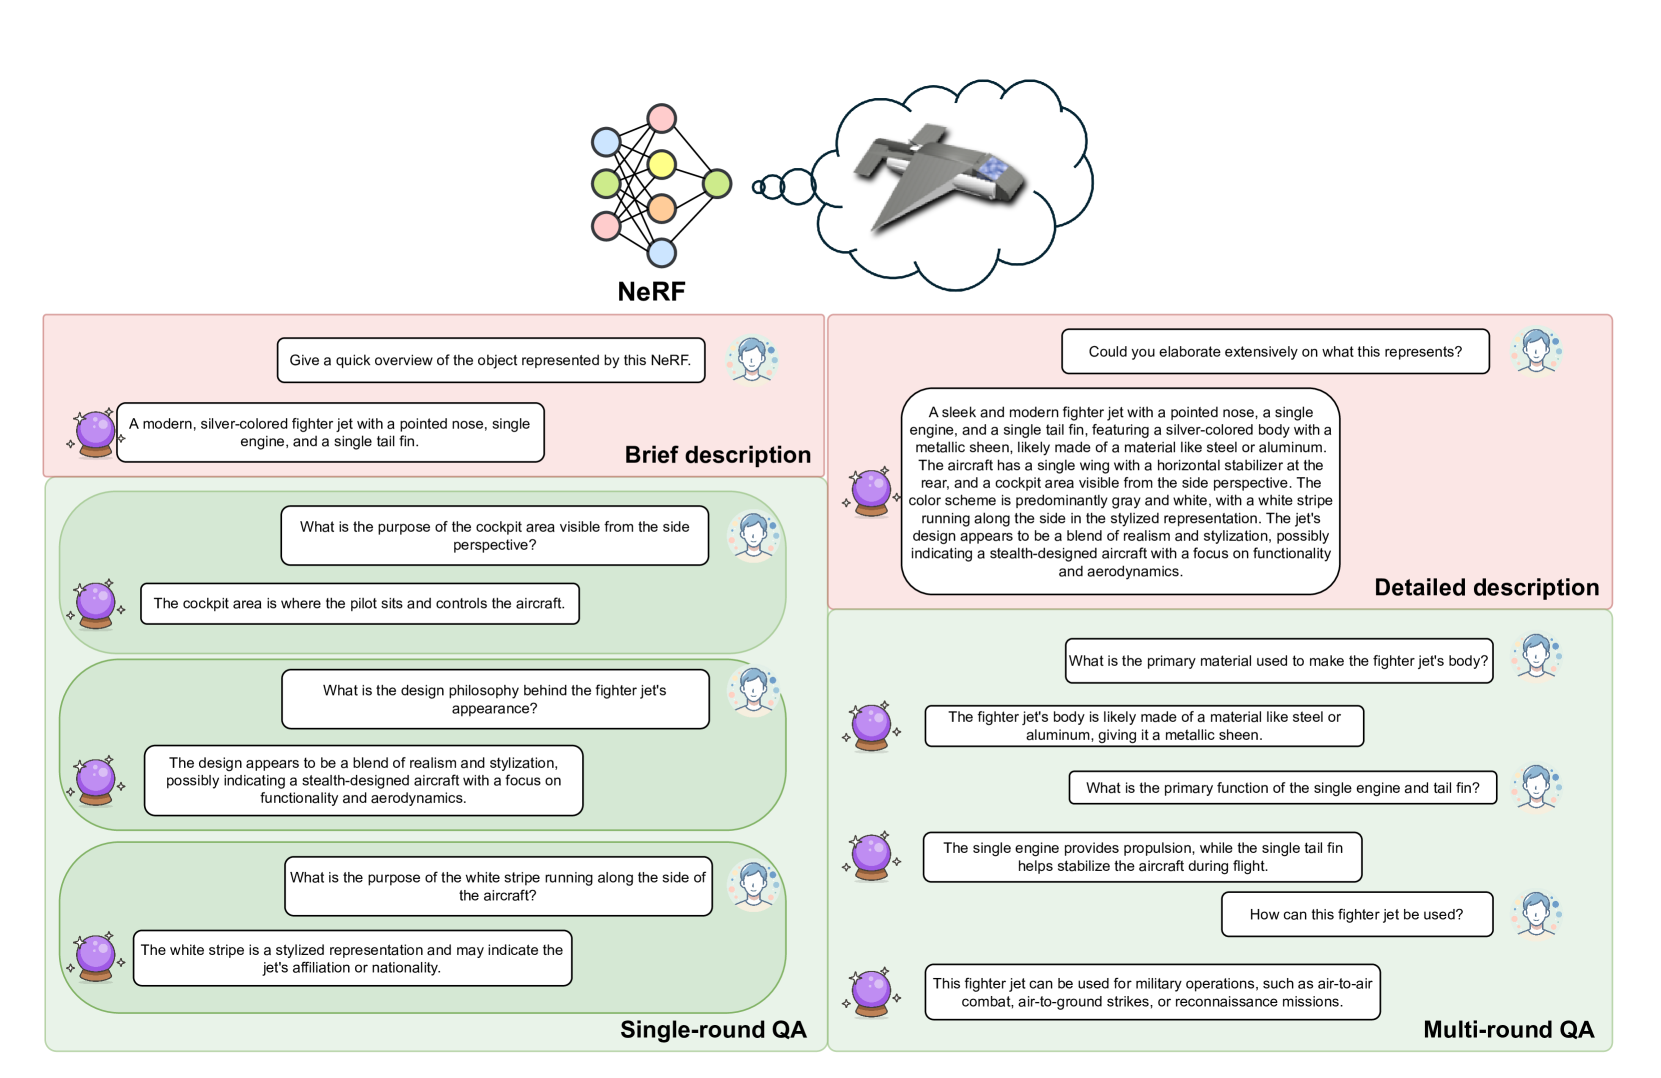 NeRF
Give a quick overview of the object represented by this NeRF.
A modern, silver-colored fighter jet with a pointed nose, single
engine, and a single tail fin.
Brief description
Could you elaborate extensively on what this represents?
A sleek and modern fighter jet with a pointed nose, a single
engine, and a single tail fin, featuring a silver-colored body with a
metallic sheen, likely made of a material like steel or aluminum.
The aircraft has a single wing with a horizontal stabilizer at the
rear, and a cockpit area visible from the side perspective. The
color scheme is predominantly gray and white, with a white stripe
running along the side in the stylized representation. The jet's
design appears to be a blend of realism and stylization, possibly
indicating a stealth-designed aircraft with a focus on functionality
and aerodynamics.
Detailed description
What is the purpose of the cockpit area visible from the side
perspective?
The cockpit area is where the pilot sits and controls the aircraft.
What is the design philosophy behind the fighter jet's
appearance?
The design appears to be a blend of realism and stylization,
possibly indicating a stealth-designed aircraft with a focus on
functionality and aerodynamics.
What is the purpose of the white stripe running along the side of
the aircraft?
The white stripe is a stylized representation and may indicate the
jet's affiliation or nationality.
Single-round QA
What is the primary material used to make the fighter jet's body?
The fighter jet's body is likely made of a material like steel or
aluminum, giving it a metallic sheen.
What is the primary function of the single engine and tail fin?
The single engine provides propulsion, while the single tail fin
helps stabilize the aircraft during flight.
How can this fighter jet be used?
This fighter jet can be used for military operations, such as air-to-air
combat, air-to-ground strikes, or reconnaissance missions.
Multi-round QA